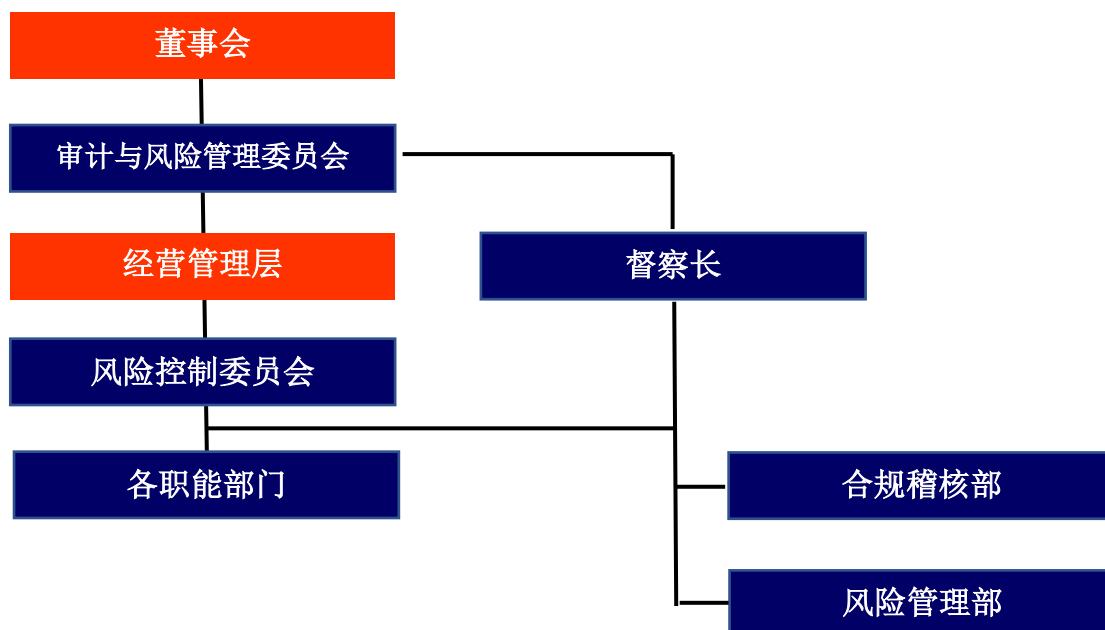 董事会
审计与风险管理委员会
经营管理层
督察长
风险控制委员会
各职能部门
合规稽核部
风险管理部